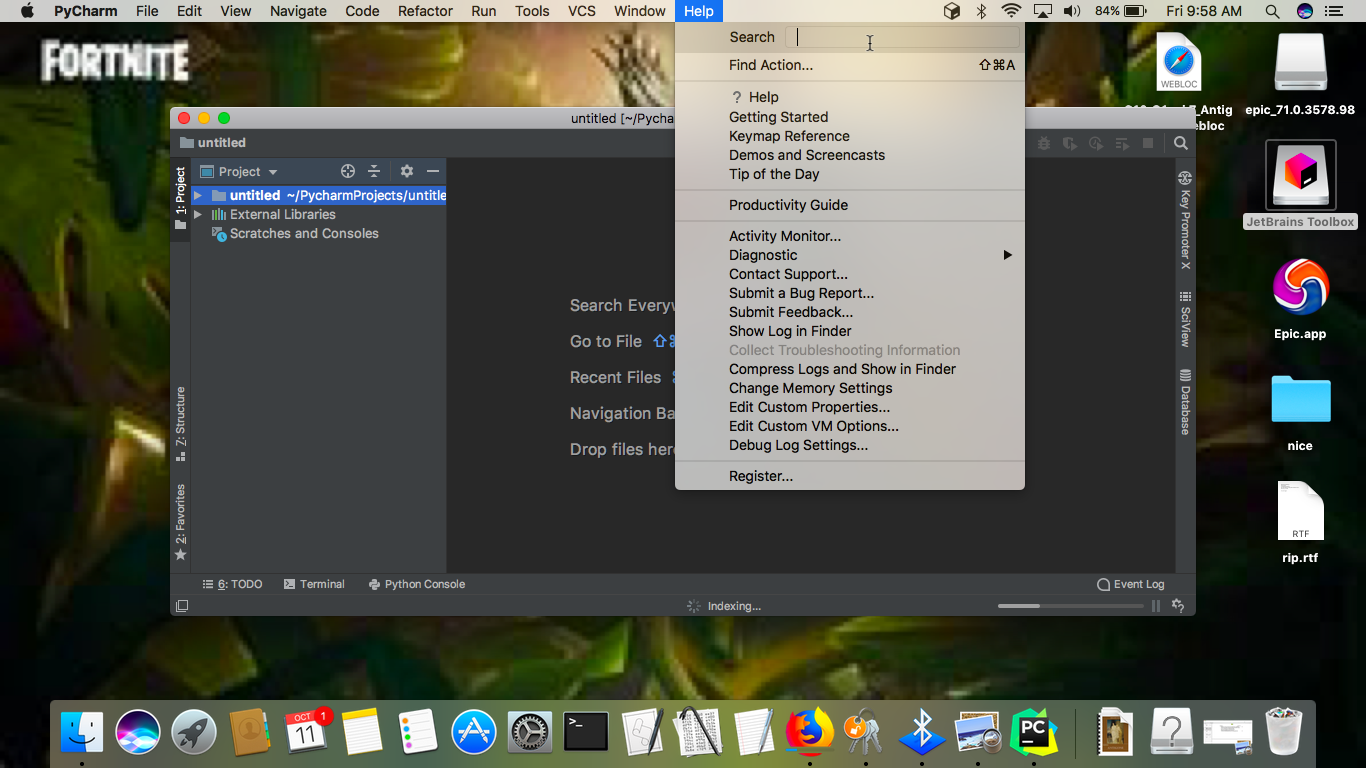 PyCharm File Edit View Navigate Code Refactor Run Tools VCS Window Help 84% Fri 9:58 AM
FORTNITE
Search
Find Action... ⇧⌘A
? Help
Getting Started
Keymap Reference
Demos and Screencasts
Tip of the Day
Productivity Guide
Activity Monitor...
Diagnostic
Contact Support...
Submit a Bug Report...
Submit Feedback...
Show Log in Finder
Collect Troubleshooting Information
Compress Logs and Show in Finder
Change Memory Settings
Edit Custom Properties...
Edit Custom VM Options...
Debug Log Settings...
Register...
untitled [~/Pycha
untitled
Project
untitled ~/PycharmProjects/untitle
External Libraries
Scratches and Consoles
1: Project
7: Structure
2: Favorites
Search Everyw
Go to File ⇧⌘
Recent Files
Navigation Ba
Drop files here
Key Promoter X
SciView
Database
6: TODO Terminal Python Console Event Log
Indexing...
WEBLOC
Antig
ebloc
epic_71.0.3578.98
JetBrains Toolbox
Epic.app
nice
RTF
rip.rtf
OCT
1
11
>_
PC
?